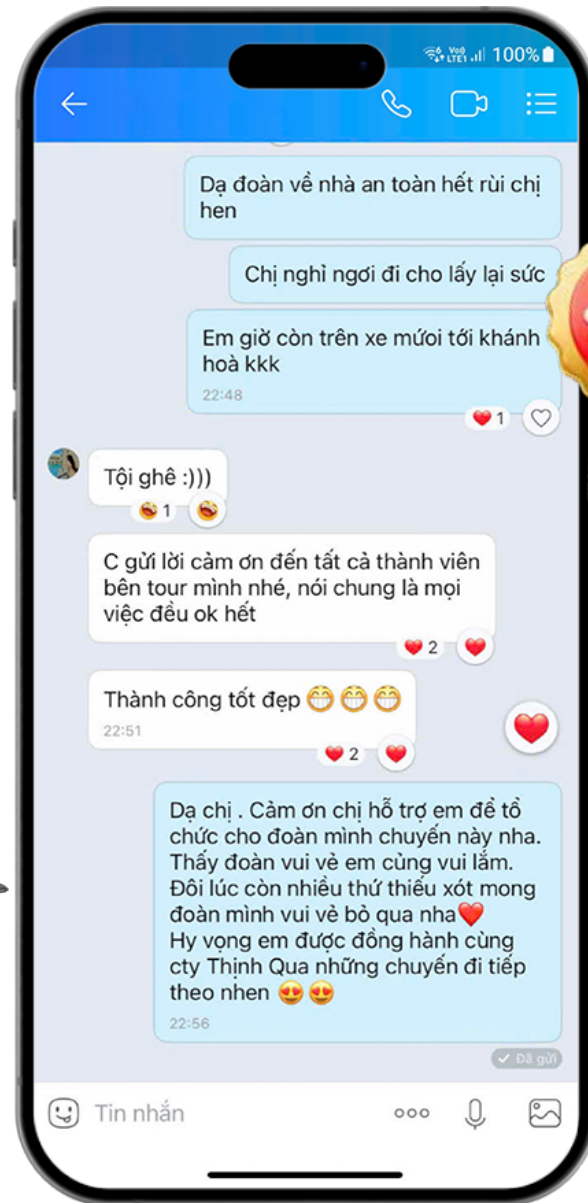 Vo)) LTE1 100%
Dạ đoàn về nhà an toàn hết rùi chị
hen
Chị nghỉ ngơi đi cho lấy lại sức
Em giờ còn trên xe mứoi tới khánh
hoà kkk
22:48
1
Tội ghê :)))
1
C gửi lời cảm ơn đến tất cả thành viên
bên tour mình nhé, nói chung là mọi
việc đều ok hết
2
Thành công tốt đẹp
22:51
2
Dạ chị . Cảm ơn chị hỗ trợ em để tổ
chức cho đoàn mình chuyến này nha.
Thấy đoàn vui vẻ em cùng vui lắm.
Đôi lúc còn nhiều thứ thiếu xót mong
đoàn mình vui vẻ bỏ qua nha
Hy vọng em được đồng hành cùng
cty Thịnh Qua những chuyến đi tiếp
theo nhen
22:56
Đã gửi
Tin nhắn